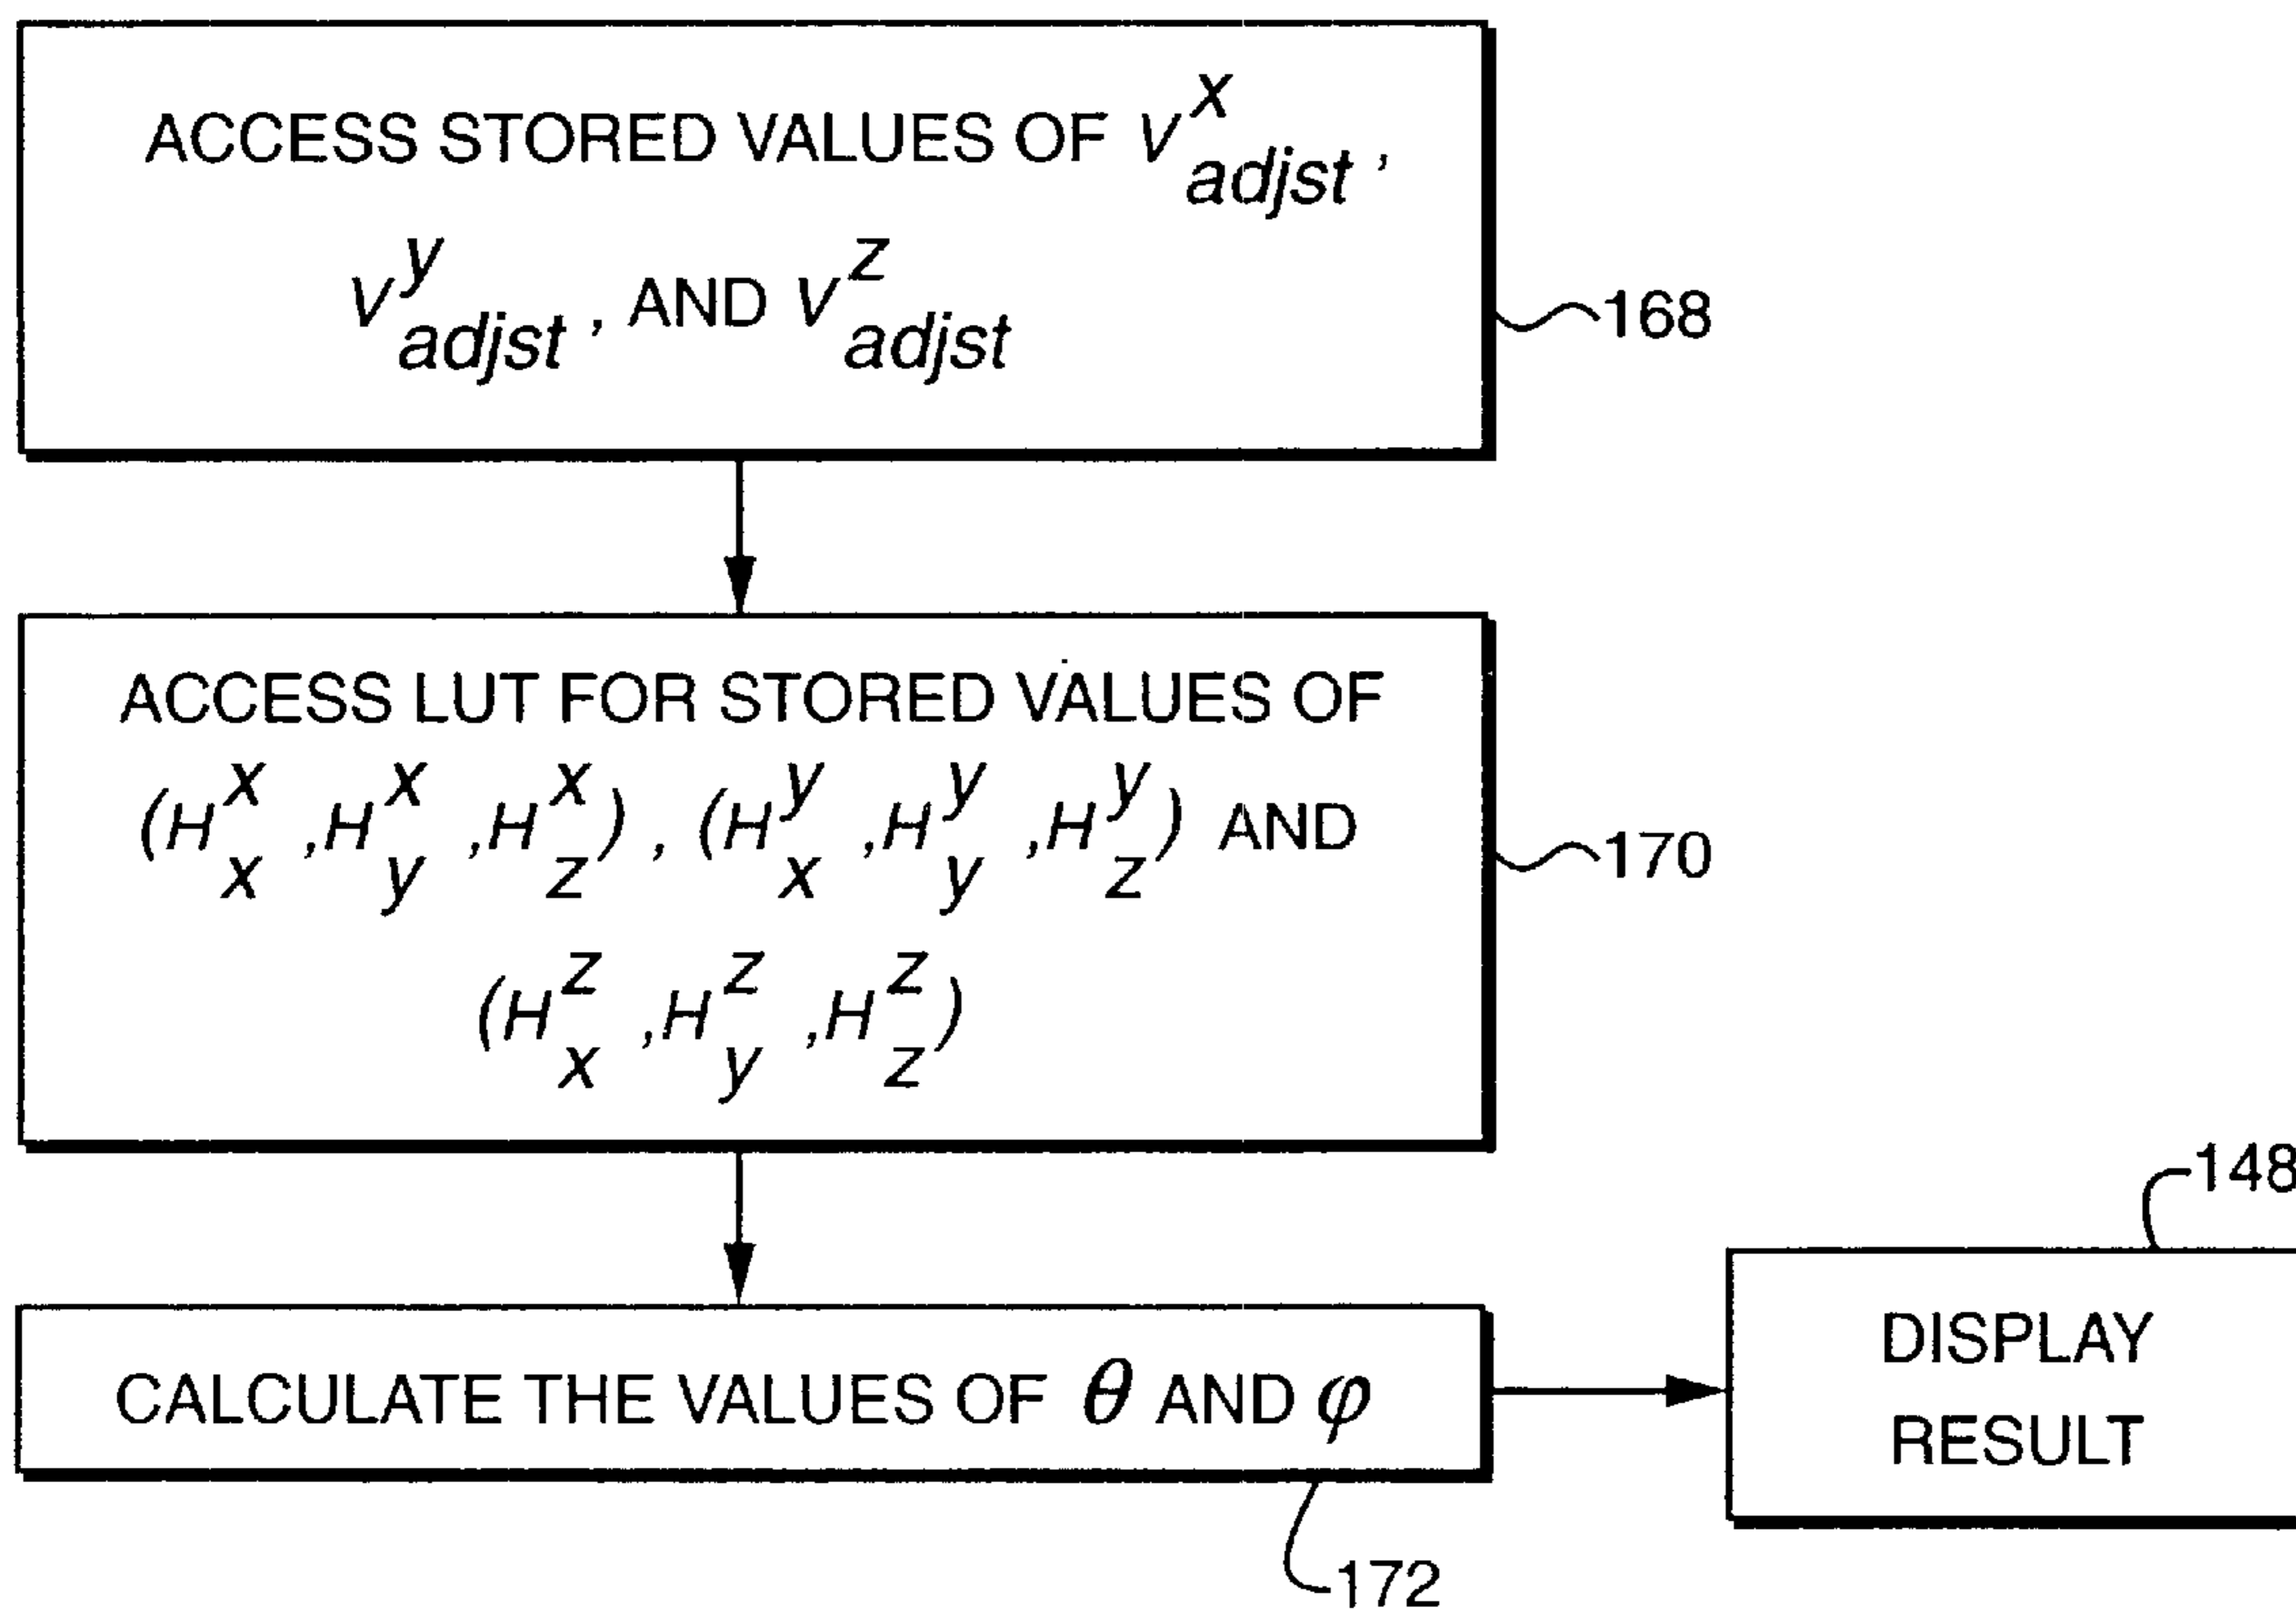 ACCESS STORED VALUES OF V^x_adjst,
V^y_adjst, AND V^z_adjst
168
ACCESS LUT FOR STORED VALUES OF
(H^x_x,H^x_y,H^x_z), (H^y_x,H^y_y,H^y_z) AND
(H^z_x,H^z_y,H^z_z)
170
CALCULATE THE VALUES OF θ AND φ
172
148
DISPLAY
RESULT